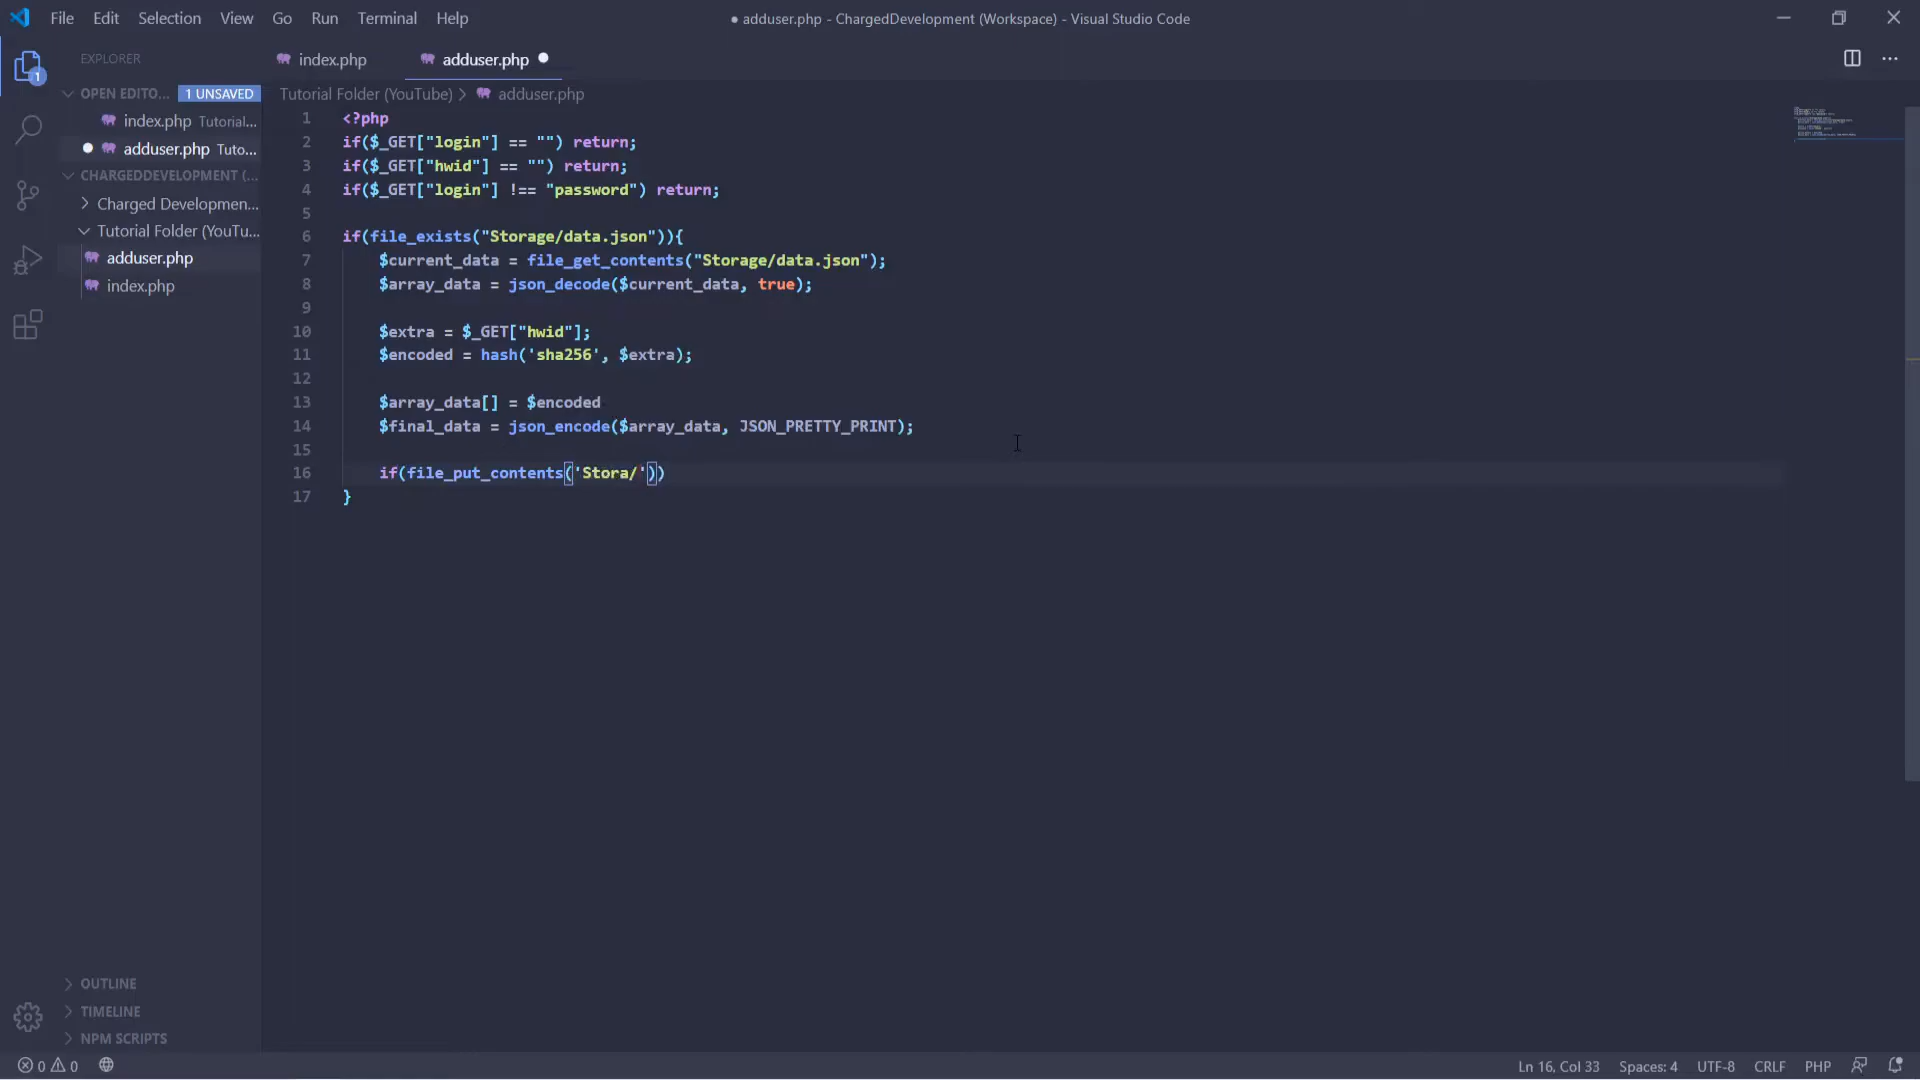 File Edit Selection View Go Run Terminal Help
● adduser.php - ChargedDevelopment (Workspace) - Visual Studio Code
EXPLORER
index.php
adduser.php
1
OPEN EDITO... 1 UNSAVED
index.php Tutorial...
adduser.php Tuto...
CHARGEDDEVELOPMENT (...
Charged Developmen...
Tutorial Folder (YouTu...
adduser.php
index.php
OUTLINE
TIMELINE
NPM SCRIPTS
Tutorial Folder (YouTube) > adduser.php
1 <?php
2 if($_GET["login"] == "") return;
3 if($_GET["hwid"] == "") return;
4 if($_GET["login"] !== "password") return;
5
6 if(file_exists("Storage/data.json")){
7 $current_data = file_get_contents("Storage/data.json");
8 $array_data = json_decode($current_data, true);
9
10 $extra = $_GET["hwid"];
11 $encoded = hash('sha256', $extra);
12
13 $array_data[] = $encoded
14 $final_data = json_encode($array_data, JSON_PRETTY_PRINT);
15
16 if(file_put_contents('Stora/'))
17 }
0 0
Ln 16, Col 33 Spaces: 4 UTF-8 CRLF PHP